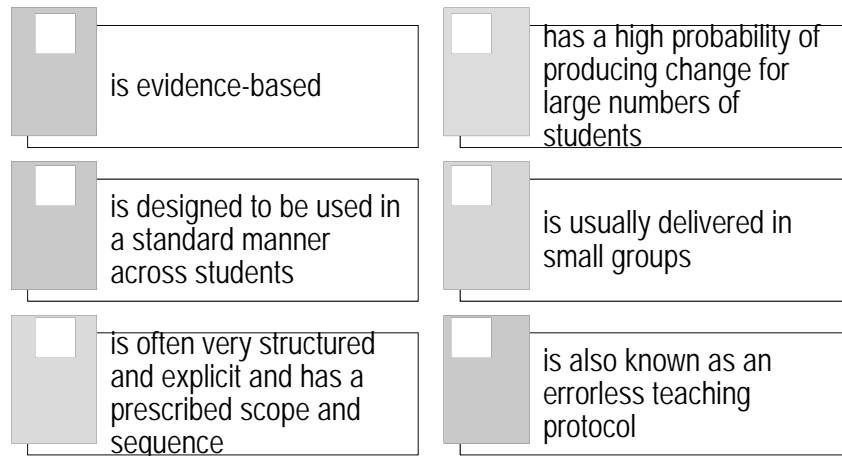 is evidence-based
has a high probability of
producing change for
large numbers of
students
is designed to be used in
a standard manner
across students
is usually delivered in
small groups
is often very structured
and explicit and has a
prescribed scope and
sequence
is also known as an
errorless teaching
protocol